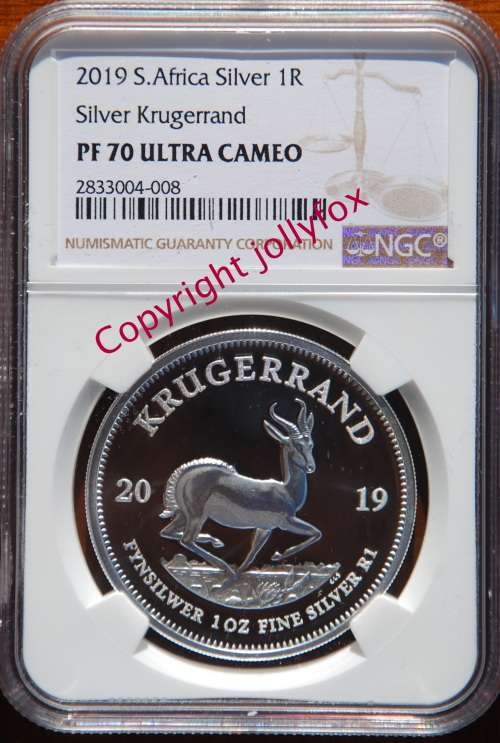 2019 S.Africa Silver 1R
Silver Krugerrand
PF 70 ULTRA CAMEO
2833004-008
NUMISMATIC GUARANTY CORPORATION
NGC®
Copyright jollyfox
KRUGERRAND
20 19
FYNSILWER 1 OZ FINE SILVER R1